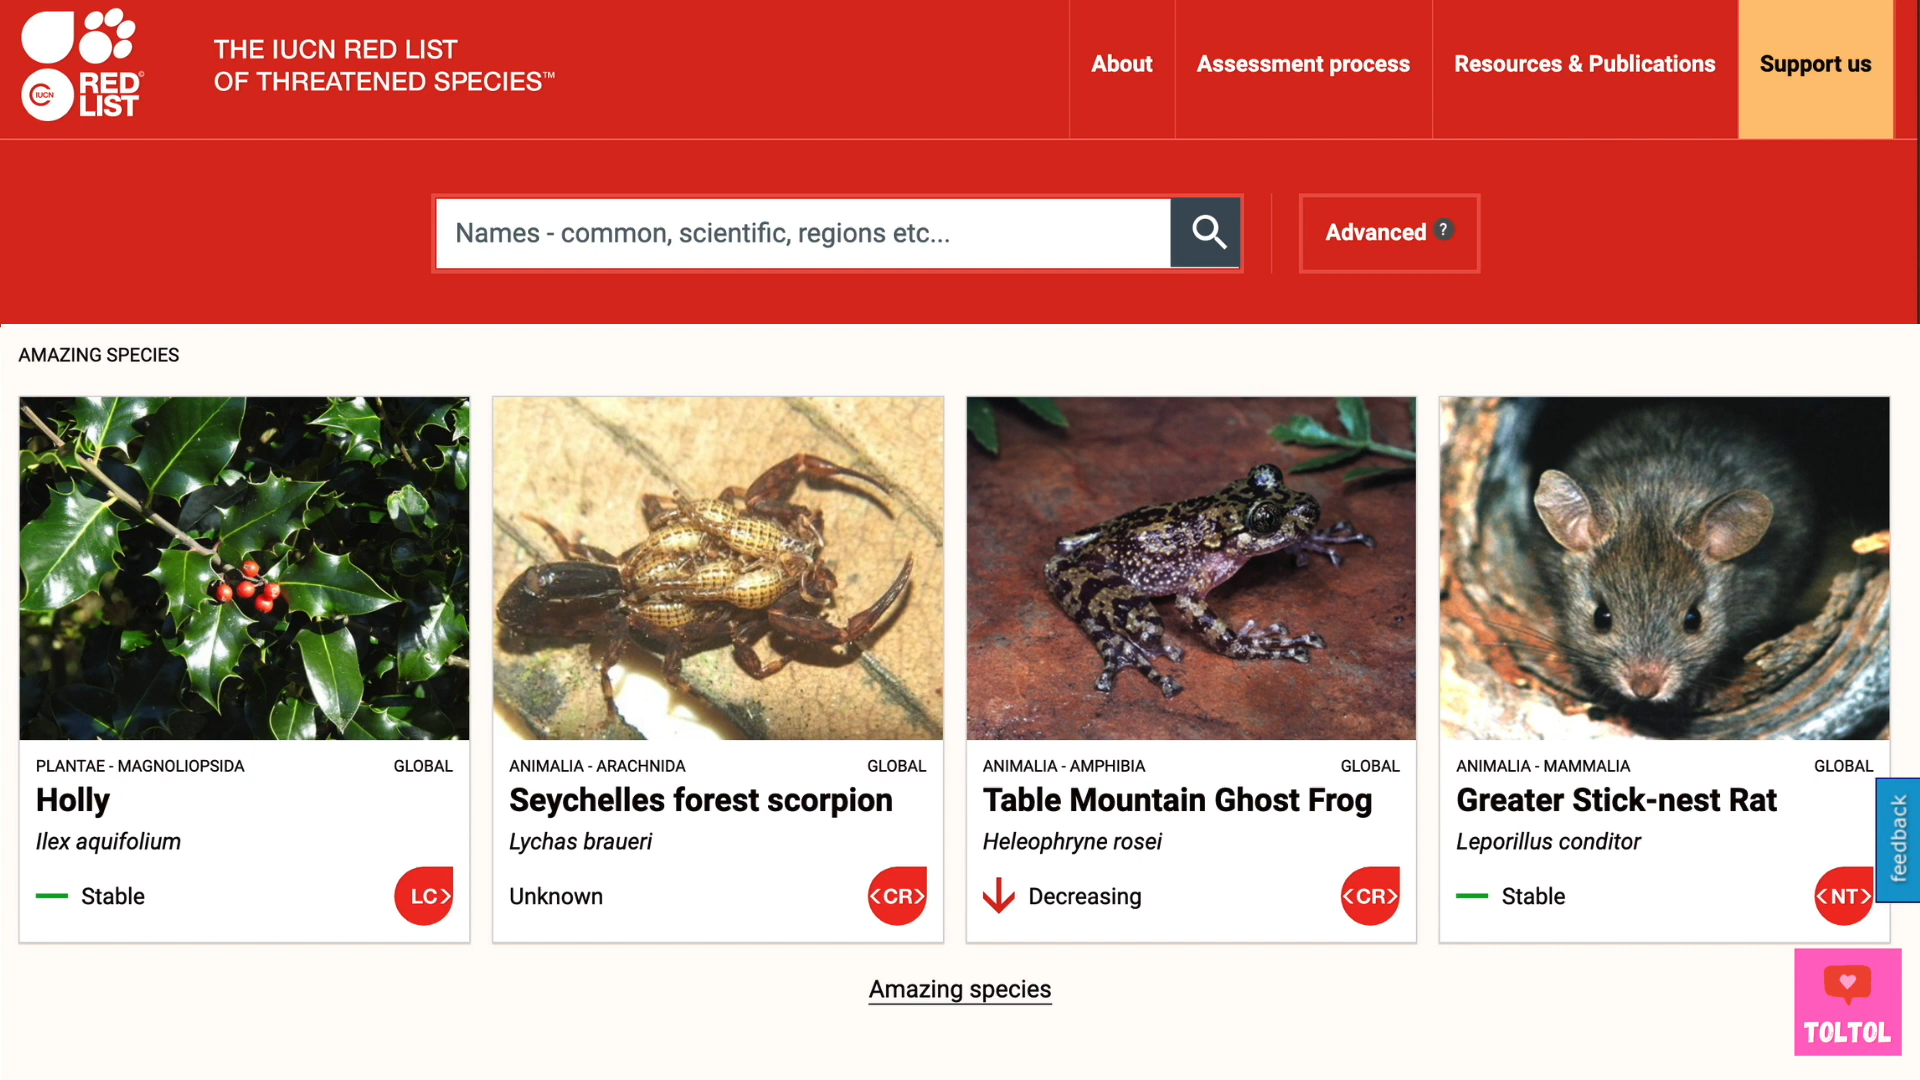 RED
LIST
IUCN
THE IUCN RED LIST
OF THREATENED SPECIES™
About
Assessment process
Resources & Publications
Support us
Names - common, scientific, regions etc...
Advanced ?
AMAZING SPECIES
PLANTAE - MAGNOLIOPSIDA GLOBAL
Holly
Ilex aquifolium
Stable LC>
ANIMALIA - ARACHNIDA GLOBAL
Seychelles forest scorpion
Lychas braueri
Unknown <CR>
ANIMALIA - AMPHIBIA GLOBAL
Table Mountain Ghost Frog
Heleophryne rosei
Decreasing <CR>
ANIMALIA - MAMMALIA GLOBAL
Greater Stick-nest Rat
Leporillus conditor
Stable <NT>
feedback
Amazing species
TOLTOL